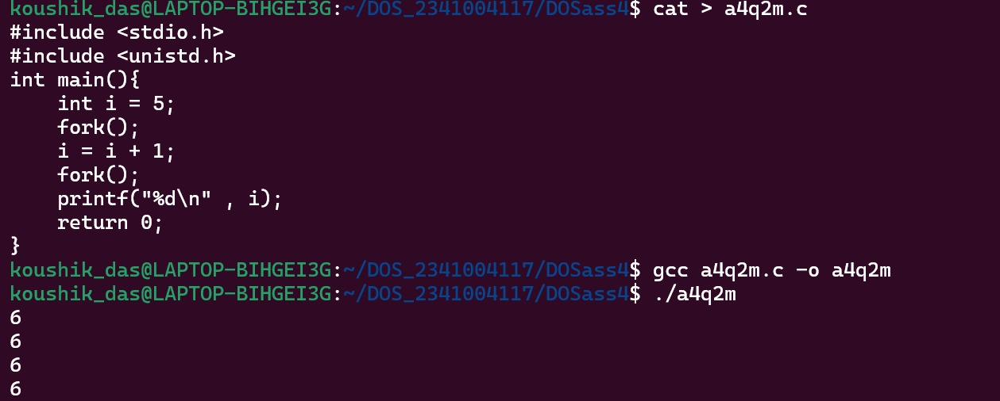 koushik_das@LAPTOP-BIHGEI3G:~/DOS_2341004117/DOSass4$ cat > a4q2m.c
#include <stdio.h>
#include <unistd.h>
int main(){
    int i = 5;
    fork();
    i = i + 1;
    fork();
    printf("%d\n" , i);
    return 0;
}
koushik_das@LAPTOP-BIHGEI3G:~/DOS_2341004117/DOSass4$ gcc a4q2m.c -o a4q2m
koushik_das@LAPTOP-BIHGEI3G:~/DOS_2341004117/DOSass4$ ./a4q2m
6
6
6
6